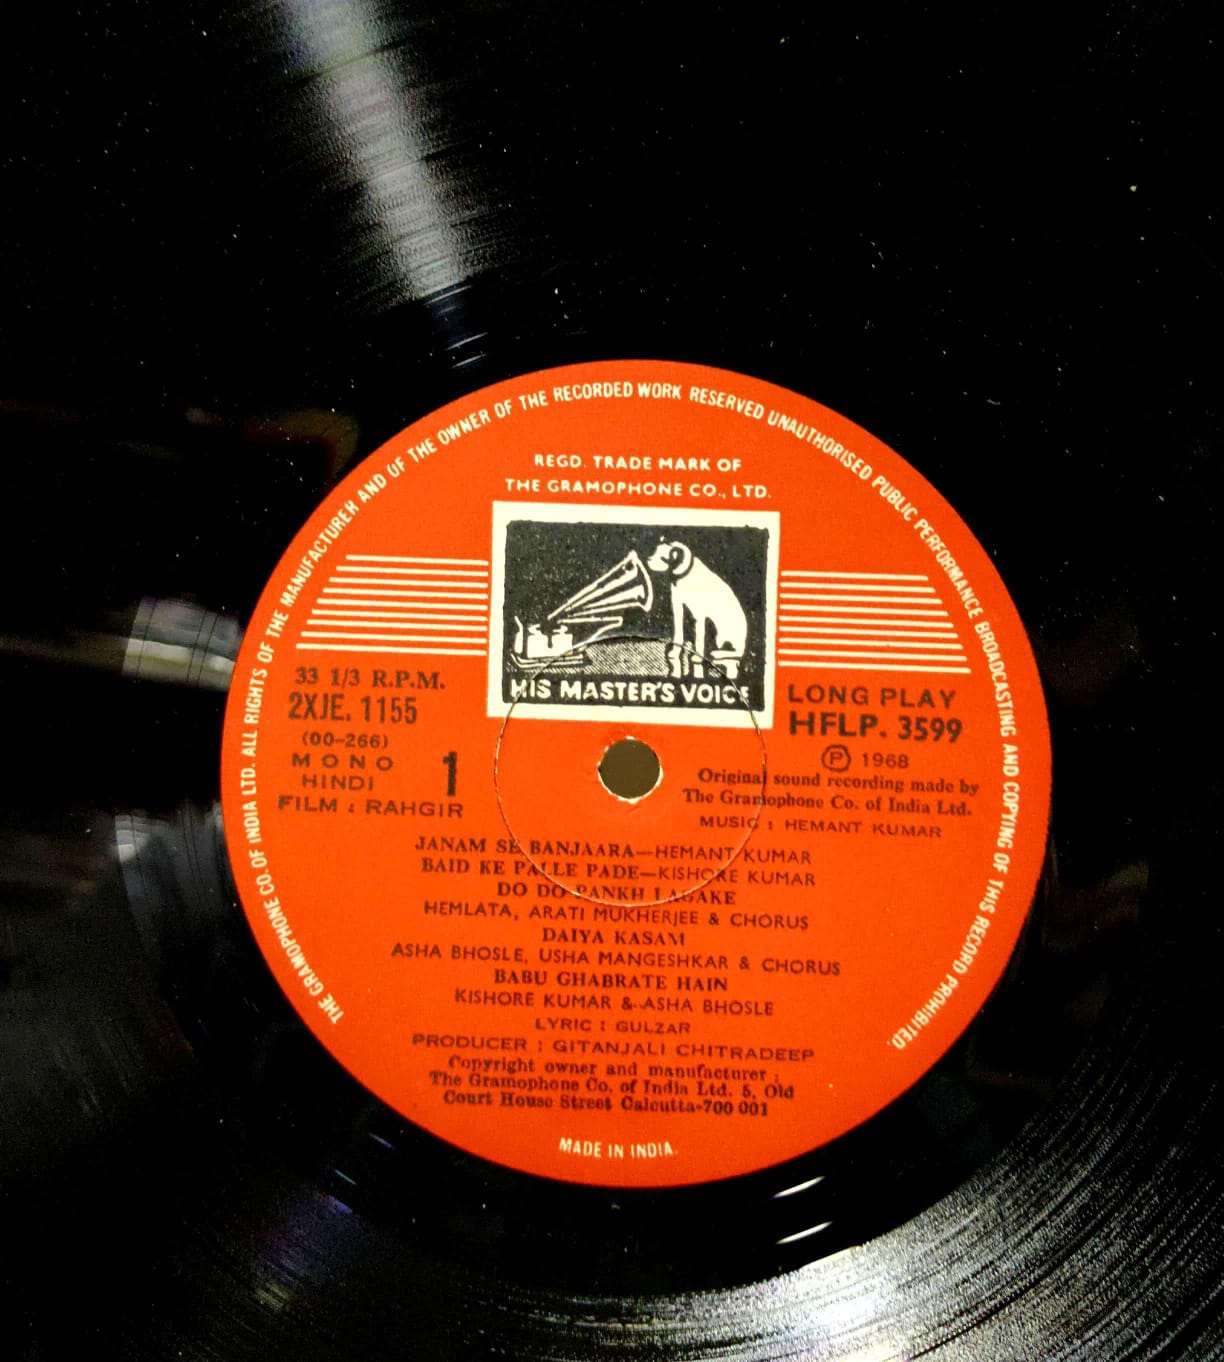 THE GRAMOPHONE CO. OF INDIA LTD. ALL RIGHTS OF THE MANUFACTURER AND OF THE OWNER OF THE RECORDED WORK RESERVED UNAUTHORISED PUBLIC PERFORMANCE BROADCASTING AND COPYING OF THIS RECORD PROHIBITED.
REGD. TRADE MARK OF
THE GRAMOPHONE CO., LTD.
HIS MASTER'S VOICE
33 1/3 R.P.M.
2XJE. 1155
(00-266)
MONO
HINDI
1
FILM : RAHGIR
LONG PLAY
HFLP. 3599
Ⓟ 1968
Original sound recording made by
The Gramophone Co. of India Ltd.
MUSIC : HEMANT KUMAR
JANAM SE BANJAARA—HEMANT KUMAR
BAID KE PALLE PADE—KISHORE KUMAR
DO DO PANKH LAGAKE
HEMLATA, ARATI MUKHERJEE & CHORUS
DAIYA KASAM
ASHA BHOSLE, USHA MANGESHKAR & CHORUS
BABU GHABRATE HAIN
KISHORE KUMAR & ASHA BHOSLE
LYRIC : GULZAR
PRODUCER : GITANJALI CHITRADEEP
Copyright owner and manufacturer :
The Gramophone Co. of India Ltd. 5, Old
Court House Street Calcutta-700 001
MADE IN INDIA.